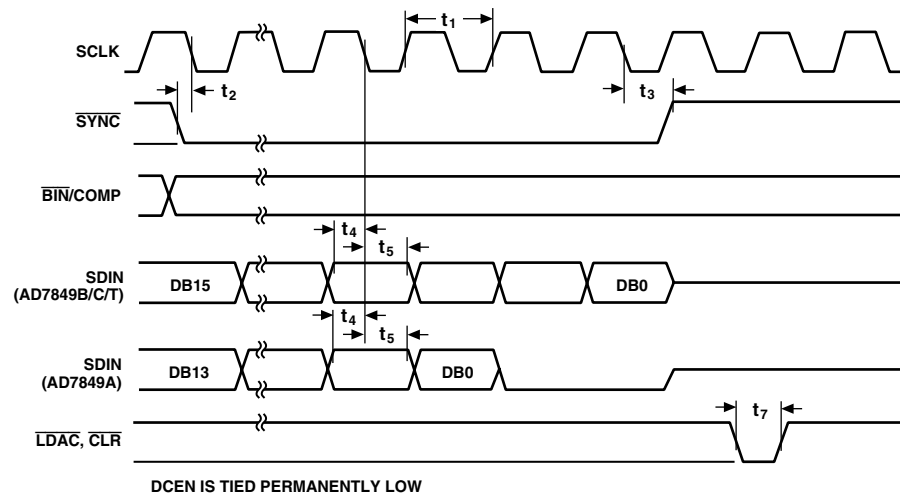 SCLK
t1
t2
t3
SYNC
BIN/COMP
t4
t5
SDIN
(AD7849B/C/T)
DB15
DB0
t4
t5
SDIN
(AD7849A)
DB13
DB0
t7
LDAC, CLR
DCEN IS TIED PERMANENTLY LOW